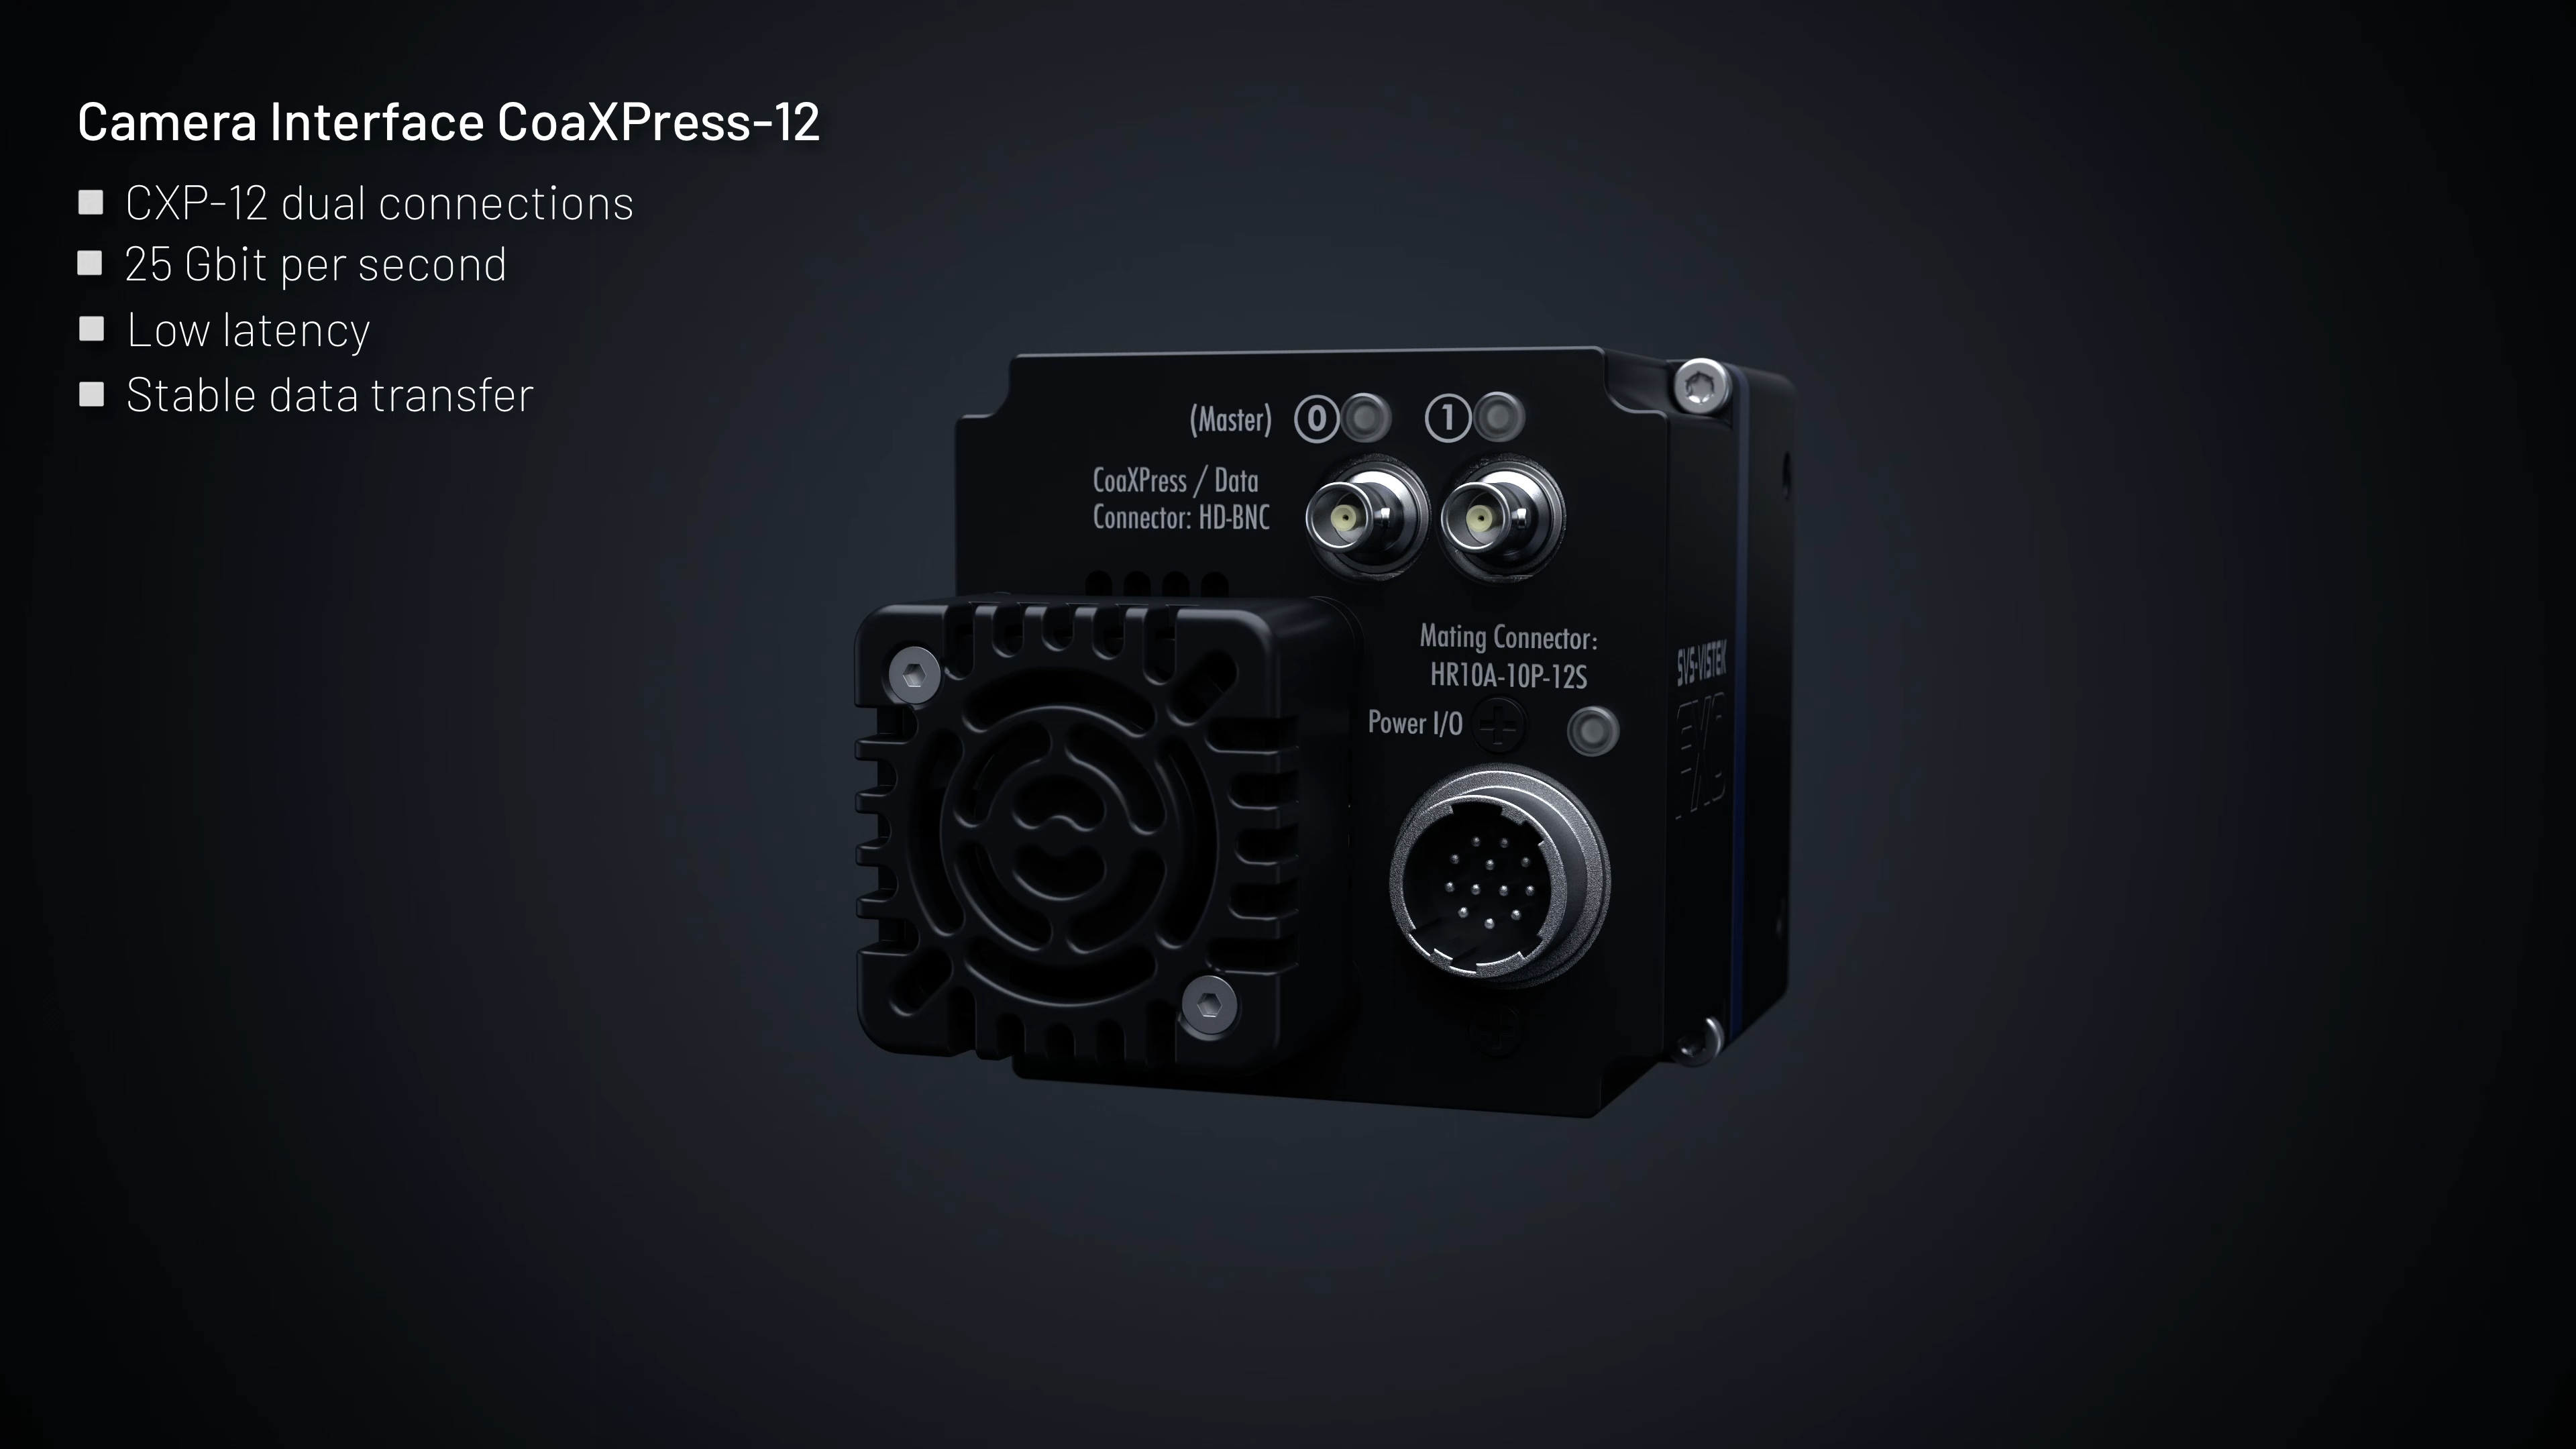 Camera Interface CoaXPress-12
CXP-12 dual connections
25 Gbit per second
Low latency
Stable data transfer
(Master) 0 1
CoaXPress / Data
Connector: HD-BNC
Mating Connector:
HR10A-10P-12S
Power I/O
SVS-VISTEK